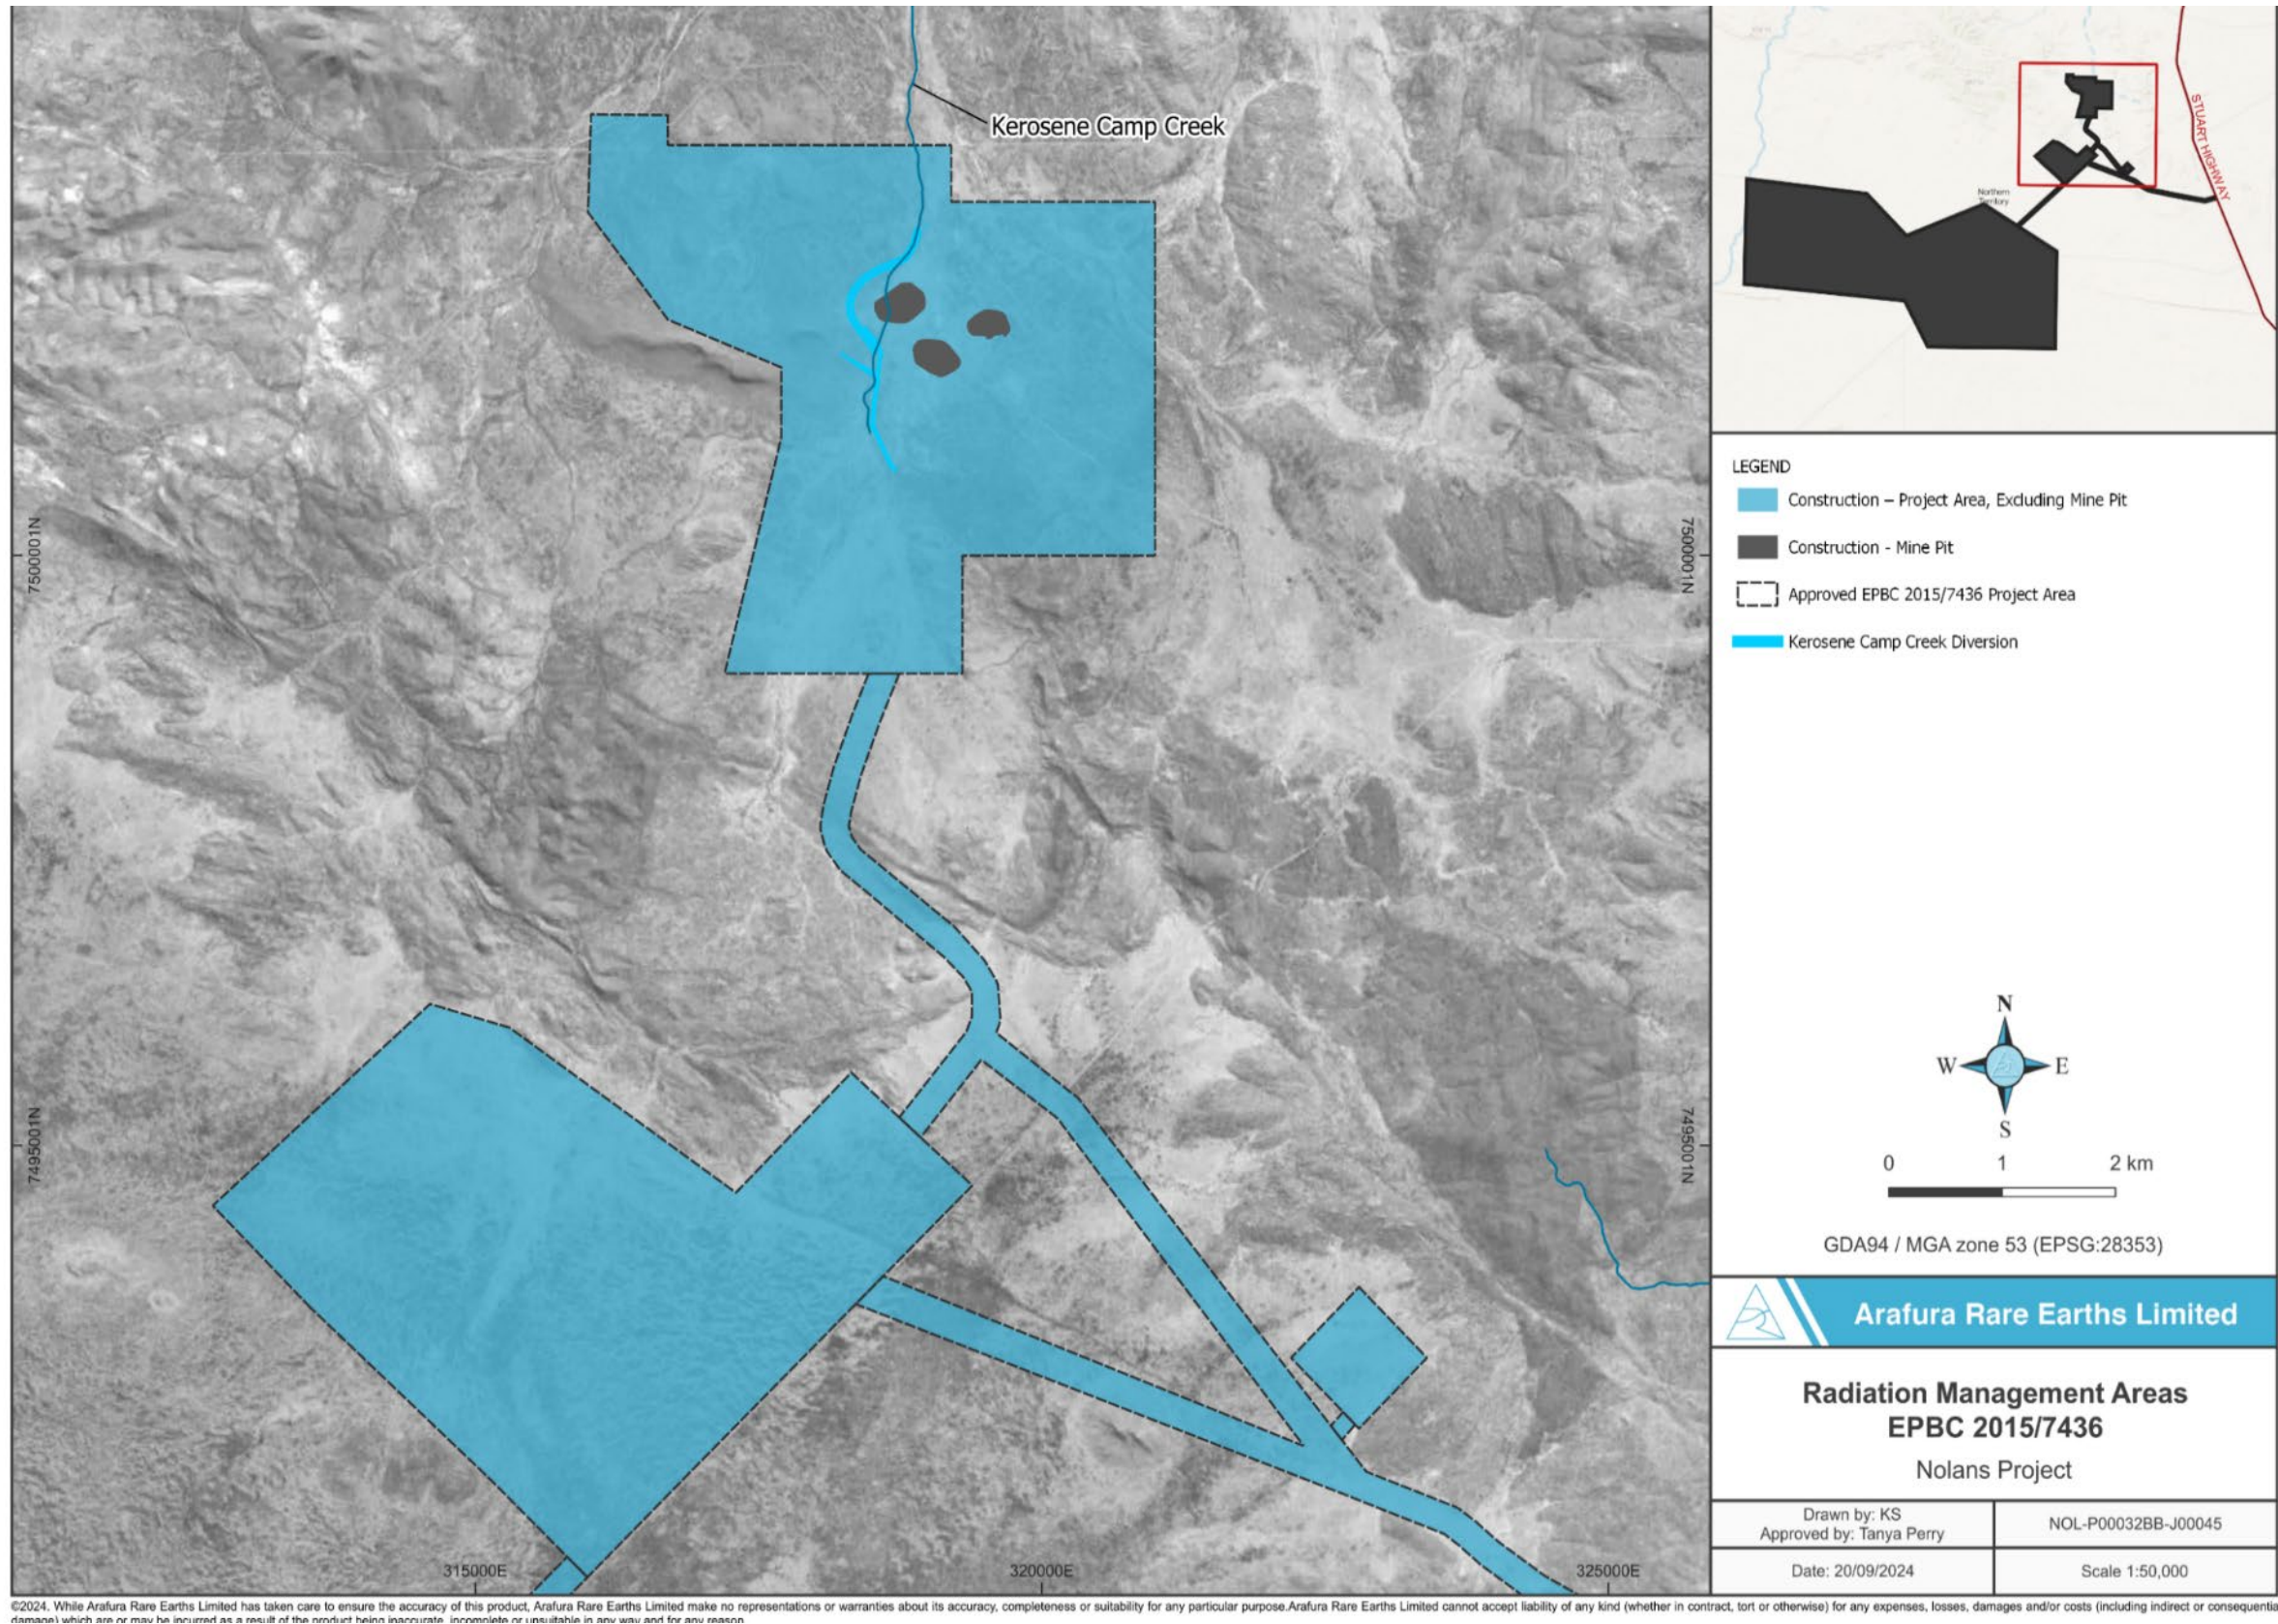 Kerosene Camp Creek
7500001N
7500001N
7495001N
7495001N
315000E
320000E
325000E
STUART HIGHWAY
Northern
Territory
LEGEND
Construction – Project Area, Excluding Mine Pit
Construction - Mine Pit
Approved EPBC 2015/7436 Project Area
Kerosene Camp Creek Diversion
N
W
E
S
0
1
2 km
GDA94 / MGA zone 53 (EPSG:28353)
Arafura Rare Earths Limited
Radiation Management Areas
EPBC 2015/7436
Nolans Project
Drawn by: KS
Approved by: Tanya Perry
NOL-P00032BB-J00045
Date: 20/09/2024
Scale 1:50,000
©2024. While Arafura Rare Earths Limited has taken care to ensure the accuracy of this product, Arafura Rare Earths Limited make no representations or warranties about its accuracy, completeness or suitability for any particular purpose.Arafura Rare Earths Limited cannot accept liability of any kind (whether in contract, tort or otherwise) for any expenses, losses, damages and/or costs (including indirect or consequentia
damage) which are or may be incurred as a result of the product being inaccurate, incomplete or unsuitable in any way and for any reason.